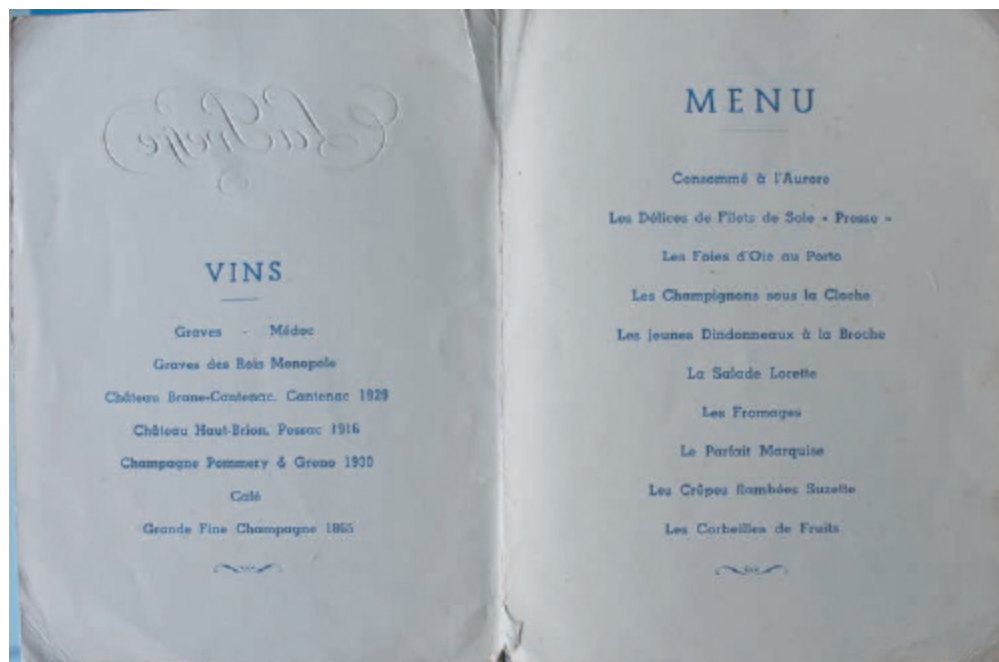 La Presse
VINS
Graves - Médoc
Graves des Rois Monopole
Château Brane-Cantenac, Cantenac 1929
Château Haut-Brion, Pessac 1916
Champagne Pommery & Greno 1930
Café
Grande Fine Champagne 1865
MENU
Consommé à l'Aurore
Les Délices de Filets de Sole « Presse »
Les Foies d'Oie au Porto
Les Champignons sous la Cloche
Les Jeunes Dindonneaux à la Broche
La Salade Lorette
Les Fromages
Le Parfait Marquise
Les Crêpes flambées Suzette
Les Corbeilles de Fruits